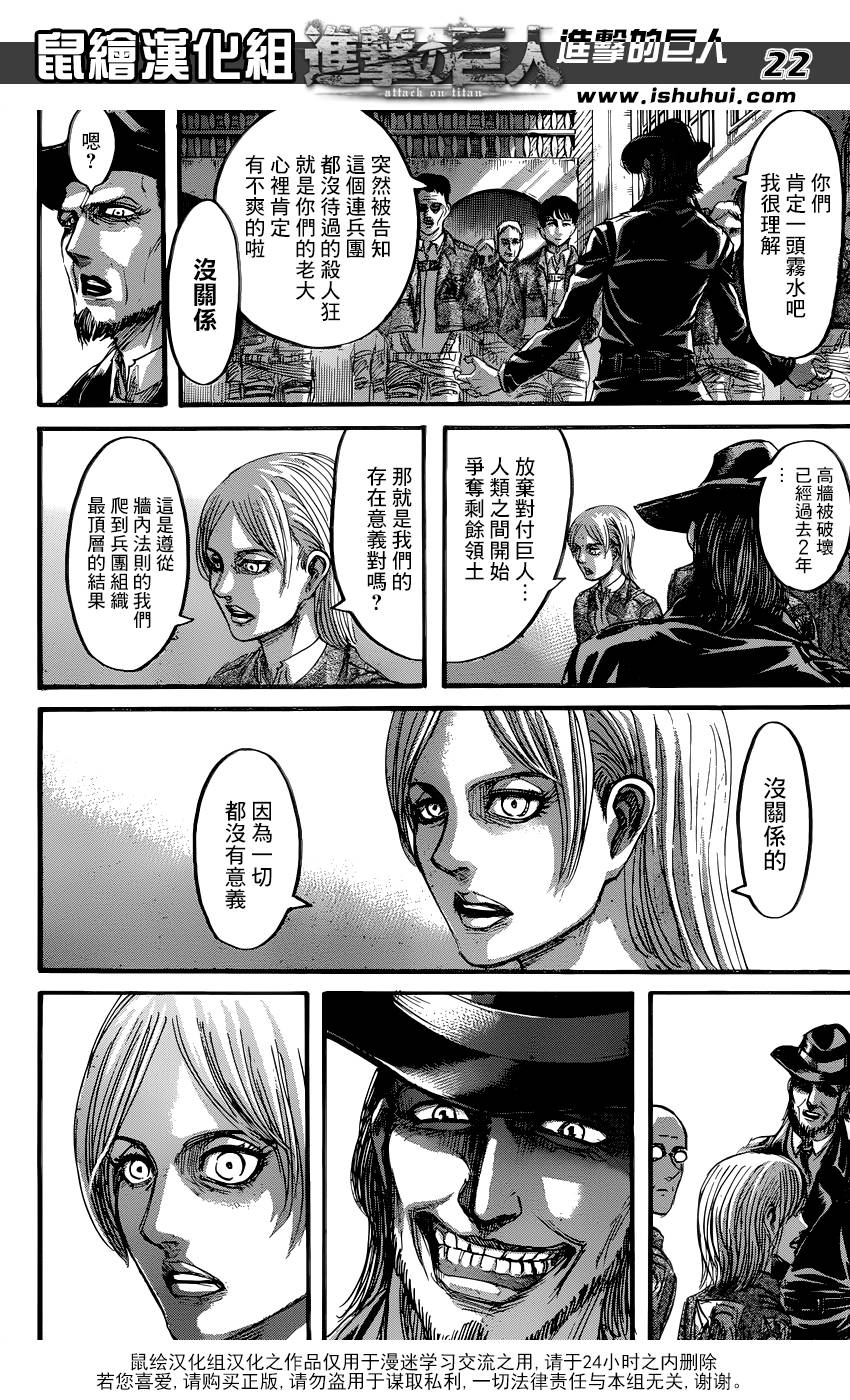 鼠繪漢化組
進撃の巨人
attack on titan
進擊的巨人
22
www.ishuhui.com
你們
肯定一頭霧水吧
我很理解
突然被告知
這個連兵團
都沒待過的殺人狂
就是你們的老大
心裡肯定
有不爽的啦
沒關係
嗯？
高牆被破壞
已經過去2年
…
放棄對付巨人…
人類之間開始
爭奪剩餘領土
那就是我們的
存在意義對嗎？
這是遵從
牆內法則的我們
爬到兵團組織
最頂層的結果
沒關係的
因為一切
都沒有意義
鼠绘汉化组汉化之作品仅用于漫迷学习交流之用, 请于24小时之内删除
若您喜爱, 请购买正版, 请勿盗用于谋取私利, 一切法律责任与本组无关, 谢谢。